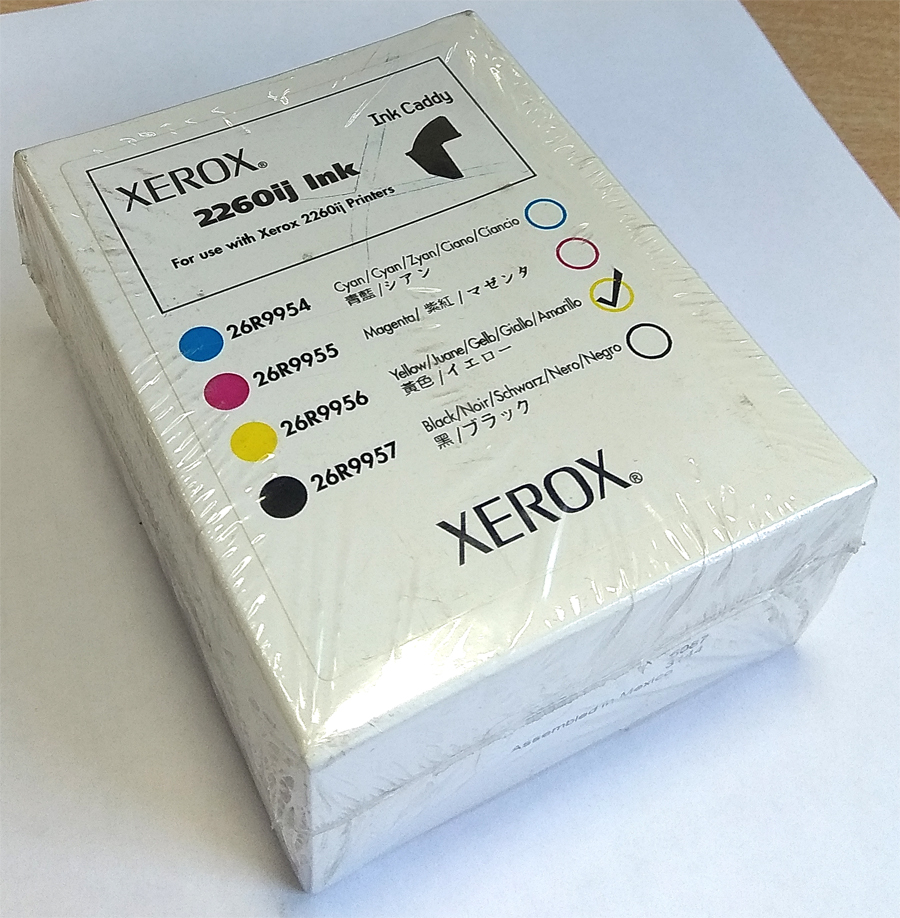 Ink Caddy
XEROX®
2260ij Ink
For use with Xerox 2260ij Printers
26R9954 Cyan/Cyan/Zyan/Ciano/Ciancio
青藍/シアン
26R9955 Magenta/紫紅/マゼンタ
26R9956 Yellow/Juane/Gelb/Giallo/Amarillo
黃色/イエロー
26R9957 Black/Noir/Schwarz/Nero/Negro
黑/ブラック
XEROX®
Assembled in Mexico